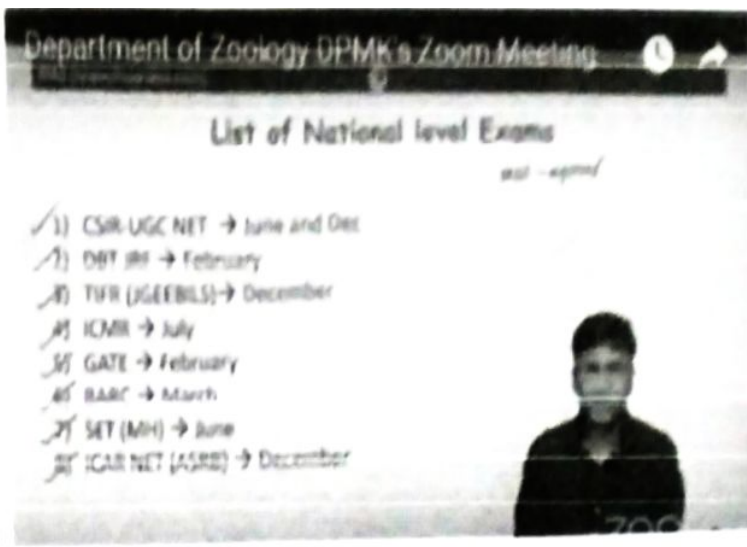 Department of Zoology DPMK's Zoom Meeting
List of National level Exams
1) CSIR-UGC NET → June and Dec
2) DBT JRF → February
3) TIFR (JGEEBILS) → December
4) ICMR → July
5) GATE → February
6) BARC → March
7) SET (MH) → June
8) ICAR NET (ASRB) → December
ZOO